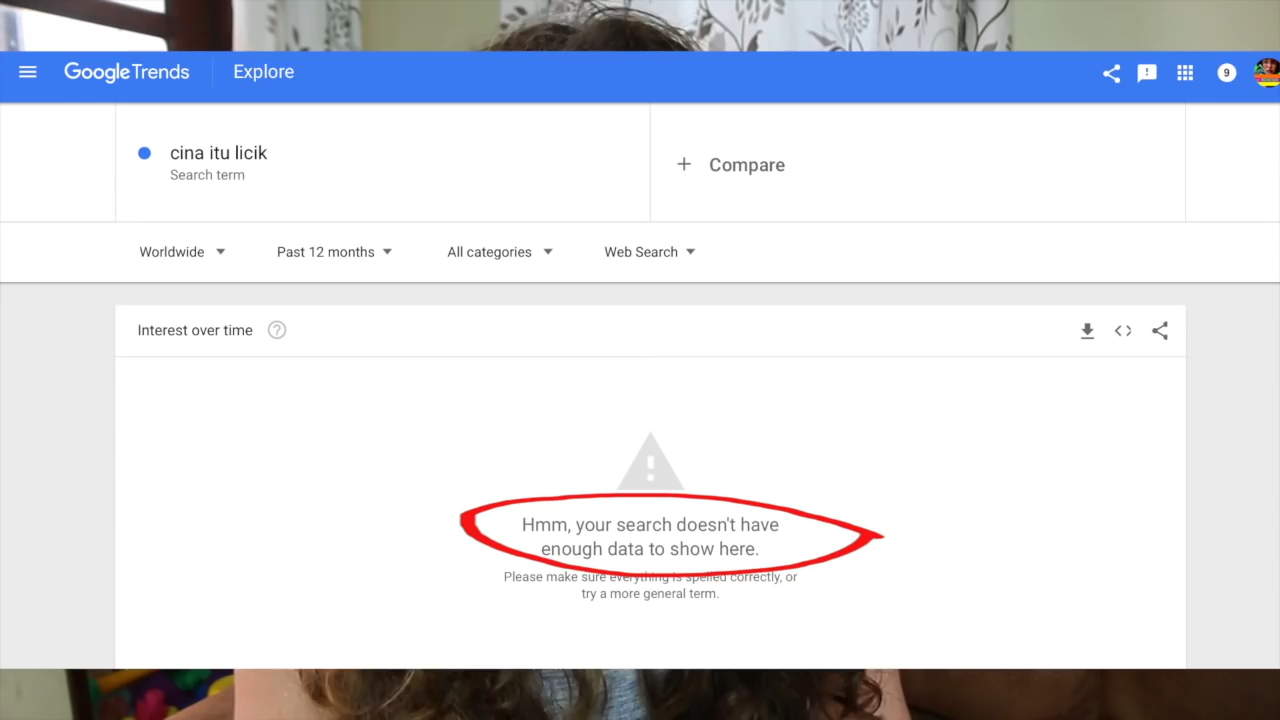 Google Trends
Explore
9
cina itu licik
Search term
+ Compare
Worldwide
Past 12 months
All categories
Web Search
Interest over time
Hmm, your search doesn't have
enough data to show here.
Please make sure everything is spelled correctly, or
try a more general term.